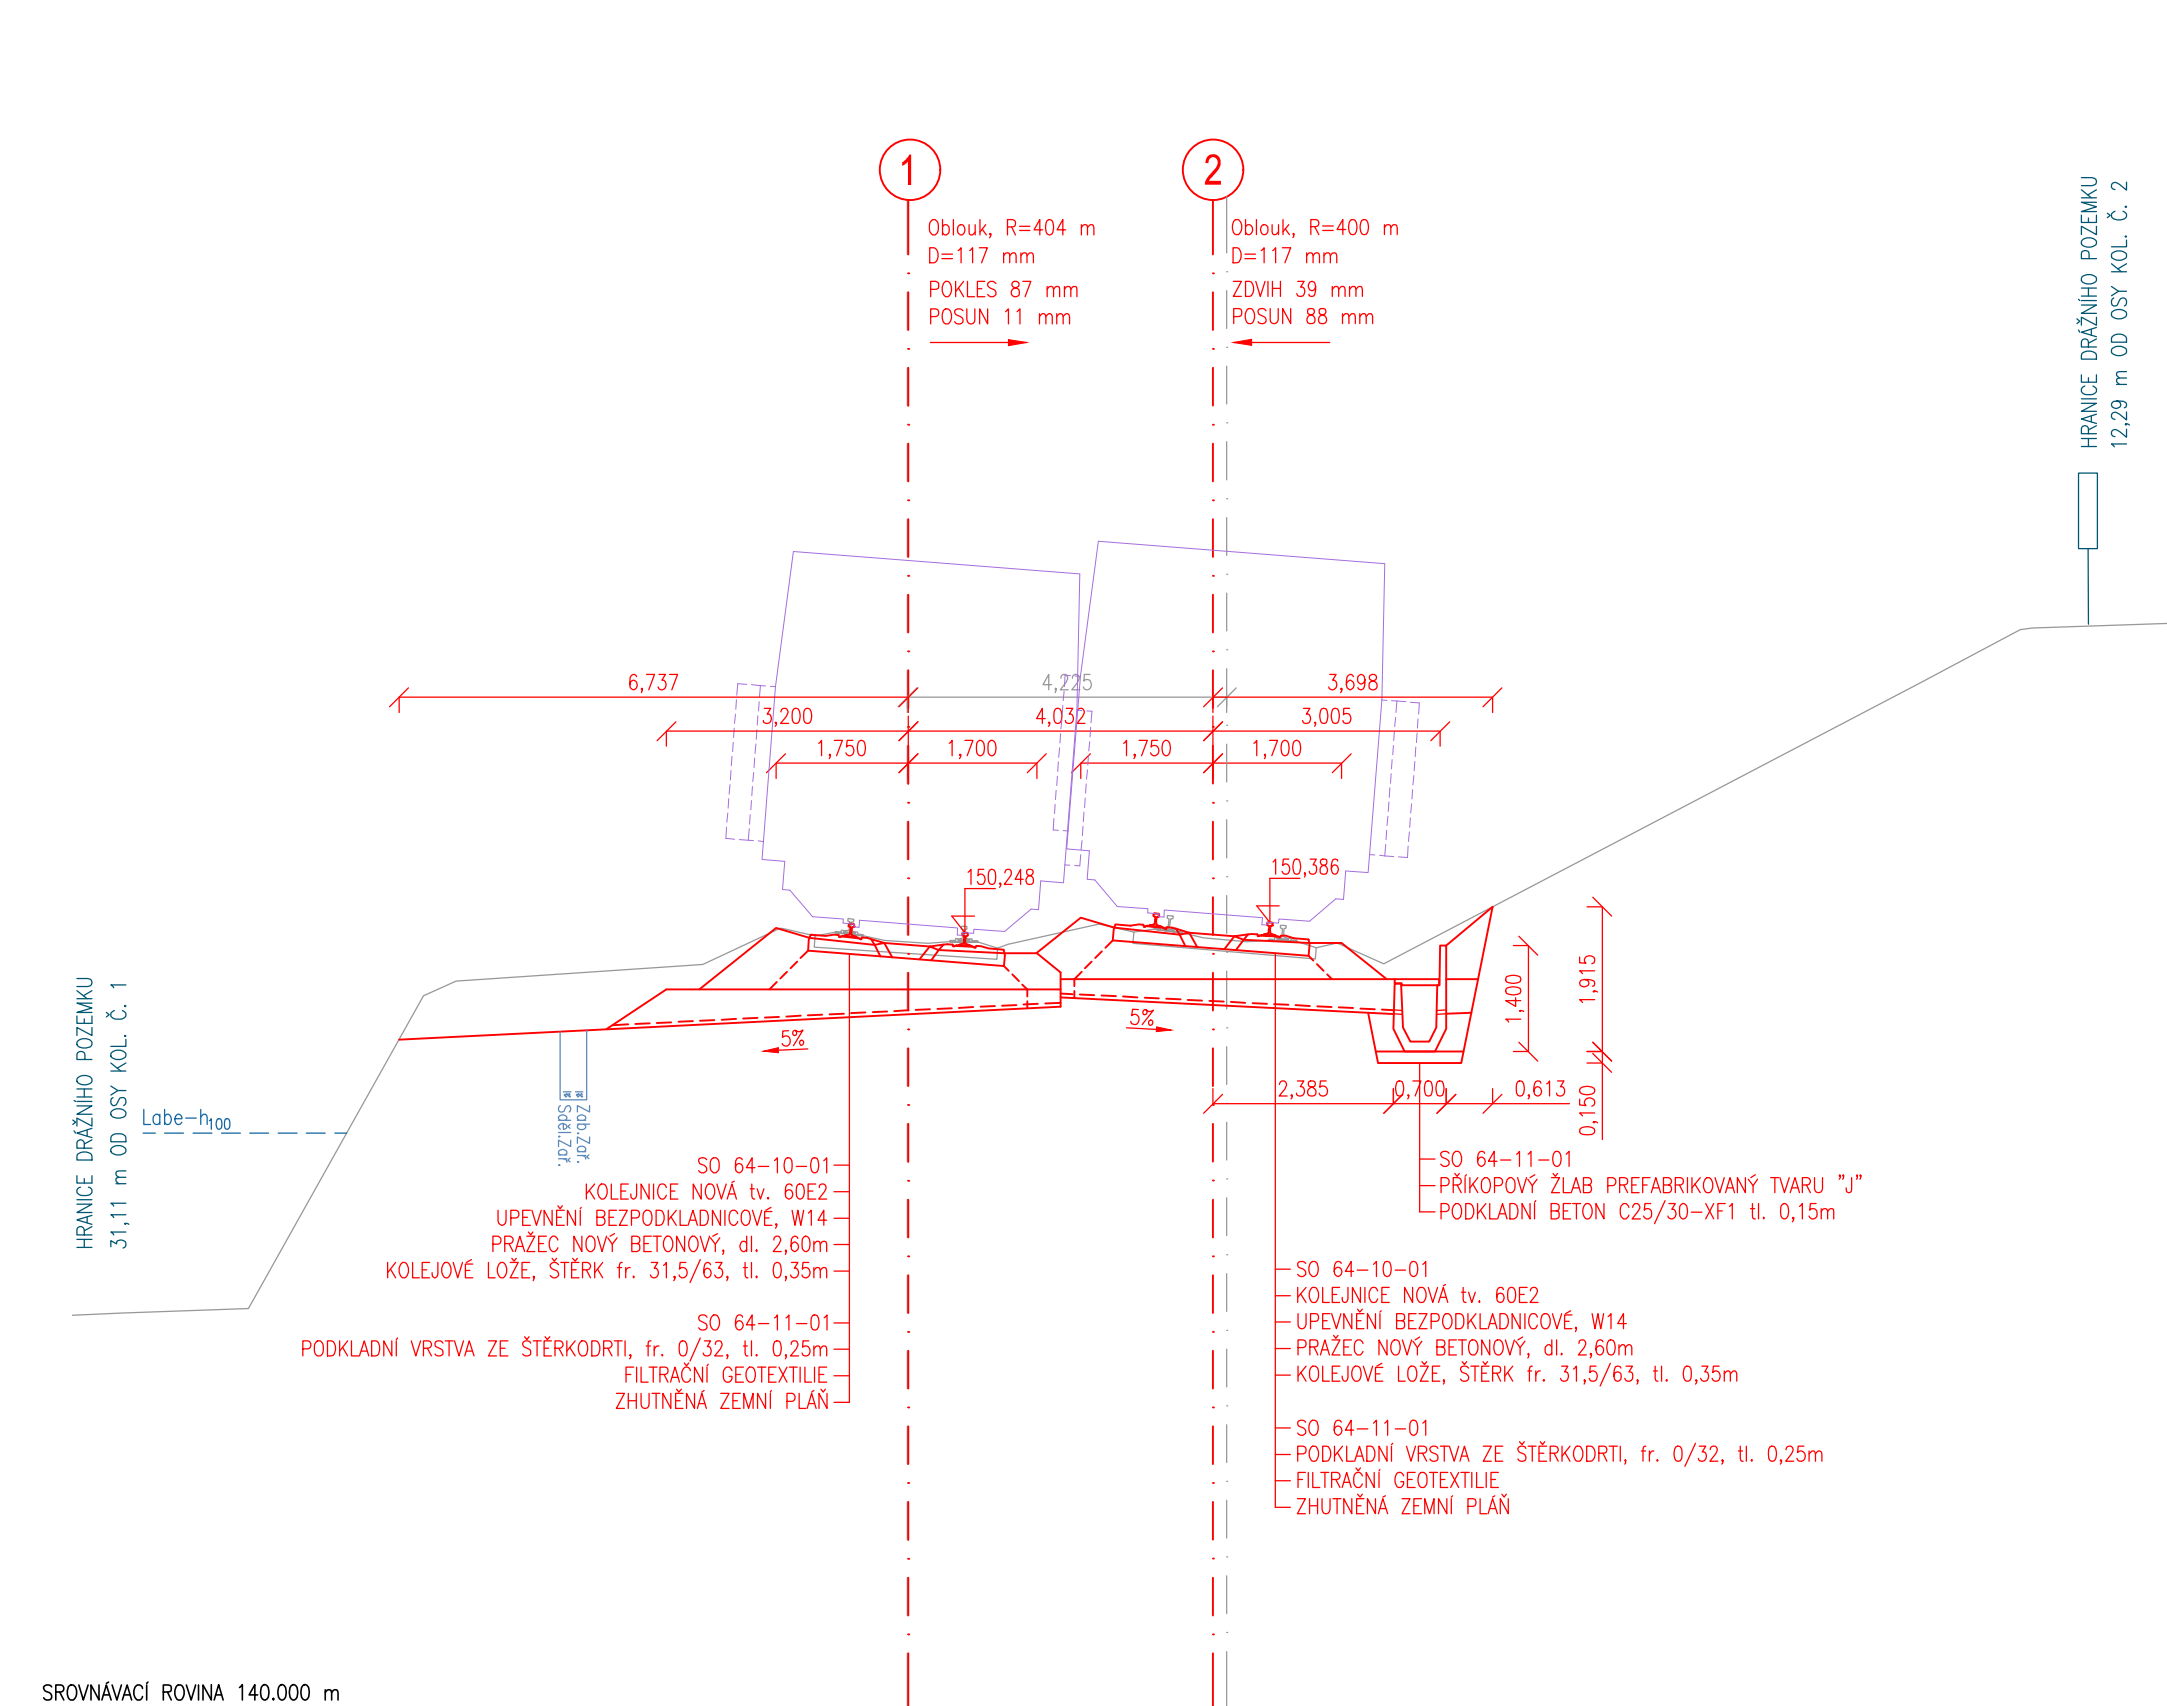 1
2
Oblouk, R=404 m
D=117 mm
POKLES 87 mm
POSUN 11 mm
Oblouk, R=400 m
D=117 mm
ZDVIH 39 mm
POSUN 88 mm
HRANICE DRÁŽNÍHO POZEMKU
12,29 m OD OSY KOL. Č. 2
6,737
4,225
3,698
3,200
4,032
3,005
1,750
1,700
1,750
1,700
150,248
150,386
5%
5%
1,400
1,915
0,150
2,385
0,700
0,613
HRANICE DRÁŽNÍHO POZEMKU
31,11 m OD OSY KOL. Č. 1
Labe-h100
Zab.Zař.
Sděl.Zař.
SO 64-10-01
KOLEJNICE NOVÁ tv. 60E2
UPEVNĚNÍ BEZPODKLADNICOVÉ, W14
PRAŽEC NOVÝ BETONOVÝ, dl. 2,60m
KOLEJOVÉ LOŽE, ŠTĚRK fr. 31,5/63, tl. 0,35m
SO 64-11-01
PODKLADNÍ VRSTVA ZE ŠTĚRKODRTI, fr. 0/32, tl. 0,25m
FILTRAČNÍ GEOTEXTILIE
ZHUTNĚNÁ ZEMNÍ PLÁŇ
SO 64-11-01
PŘÍKOPOVÝ ŽLAB PREFABRIKOVANÝ TVARU "J"
PODKLADNÍ BETON C25/30-XF1 tl. 0,15m
SO 64-10-01
KOLEJNICE NOVÁ tv. 60E2
UPEVNĚNÍ BEZPODKLADNICOVÉ, W14
PRAŽEC NOVÝ BETONOVÝ, dl. 2,60m
KOLEJOVÉ LOŽE, ŠTĚRK fr. 31,5/63, tl. 0,35m
SO 64-11-01
PODKLADNÍ VRSTVA ZE ŠTĚRKODRTI, fr. 0/32, tl. 0,25m
FILTRAČNÍ GEOTEXTILIE
ZHUTNĚNÁ ZEMNÍ PLÁŇ
SROVNÁVACÍ ROVINA 140.000 m